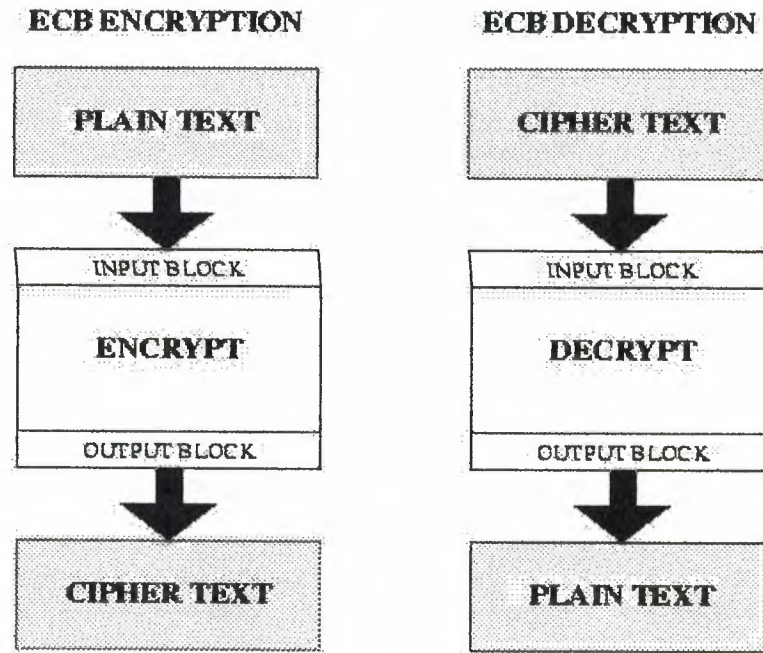 ECB ENCRYPTION
PLAIN TEXT
INPUT BLOCK
ENCRYPT
OUTPUT BLOCK
CIPHER TEXT
ECB DECRYPTION
CIPHER TEXT
INPUT BLOCK
DECRYPT
OUTPUT BLOCK
PLAIN TEXT